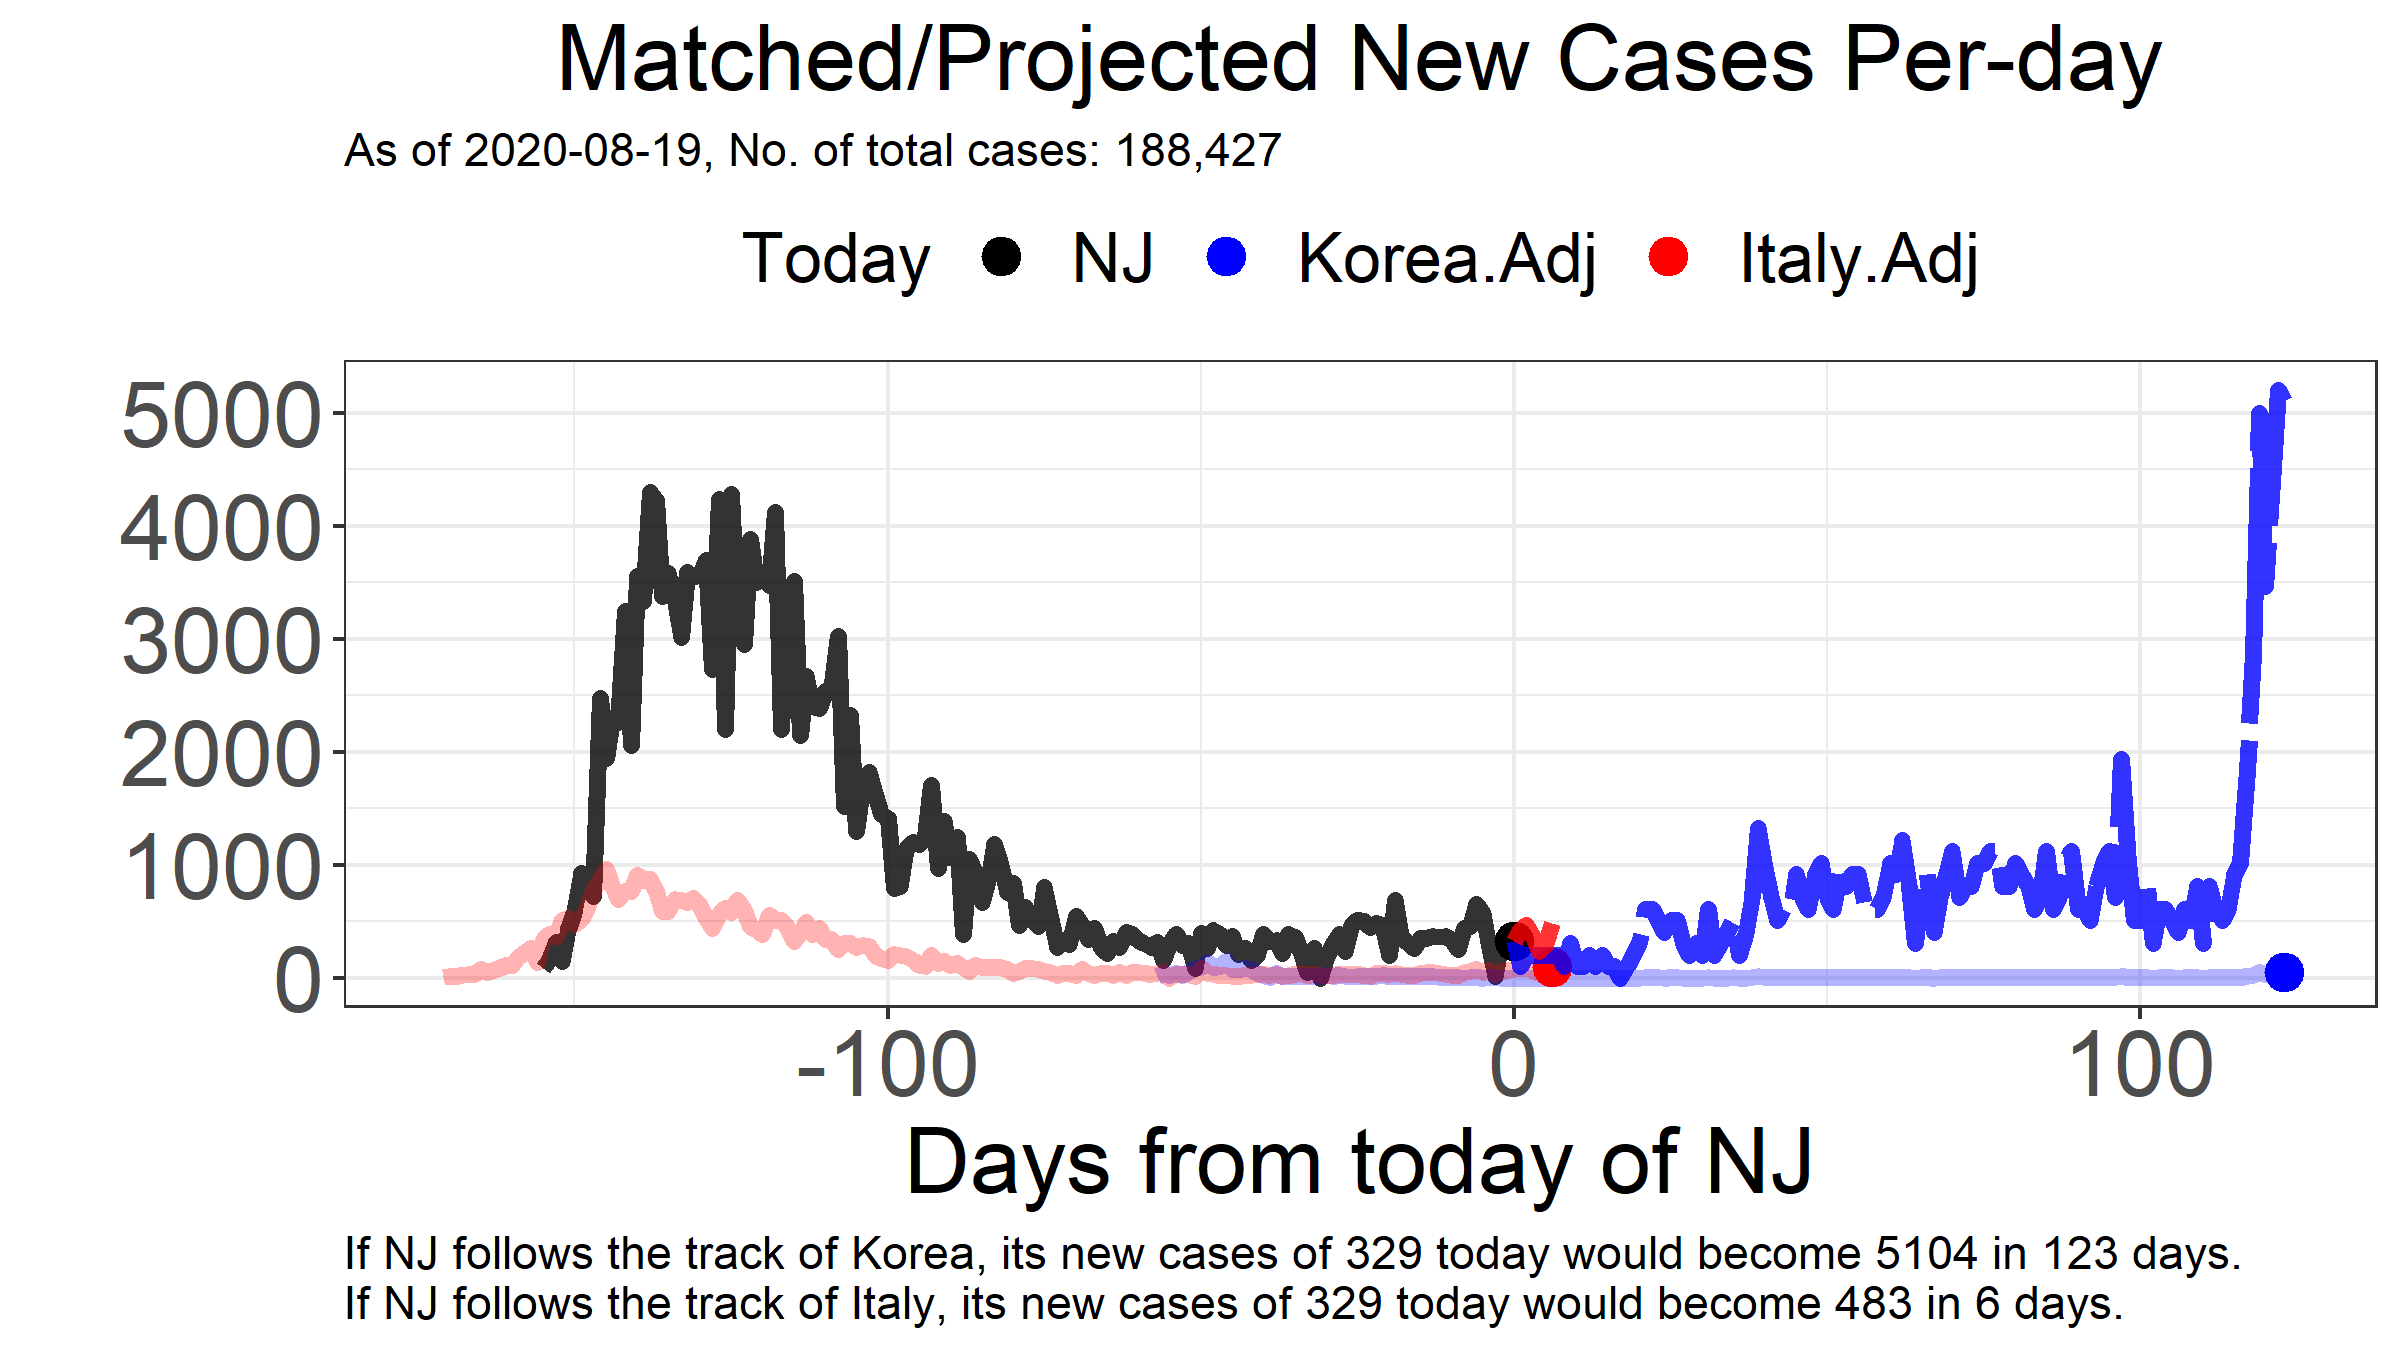 Matched/Projected New Cases Per-day
As of 2020-08-19, No. of total cases: 188,427
Today NJ Korea.Adj Italy.Adj
5000
4000
3000
2000
1000
0
-100 0 100
Days from today of NJ
If NJ follows the track of Korea, its new cases of 329 today would become 5104 in 123 days.
If NJ follows the track of Italy, its new cases of 329 today would become 483 in 6 days.